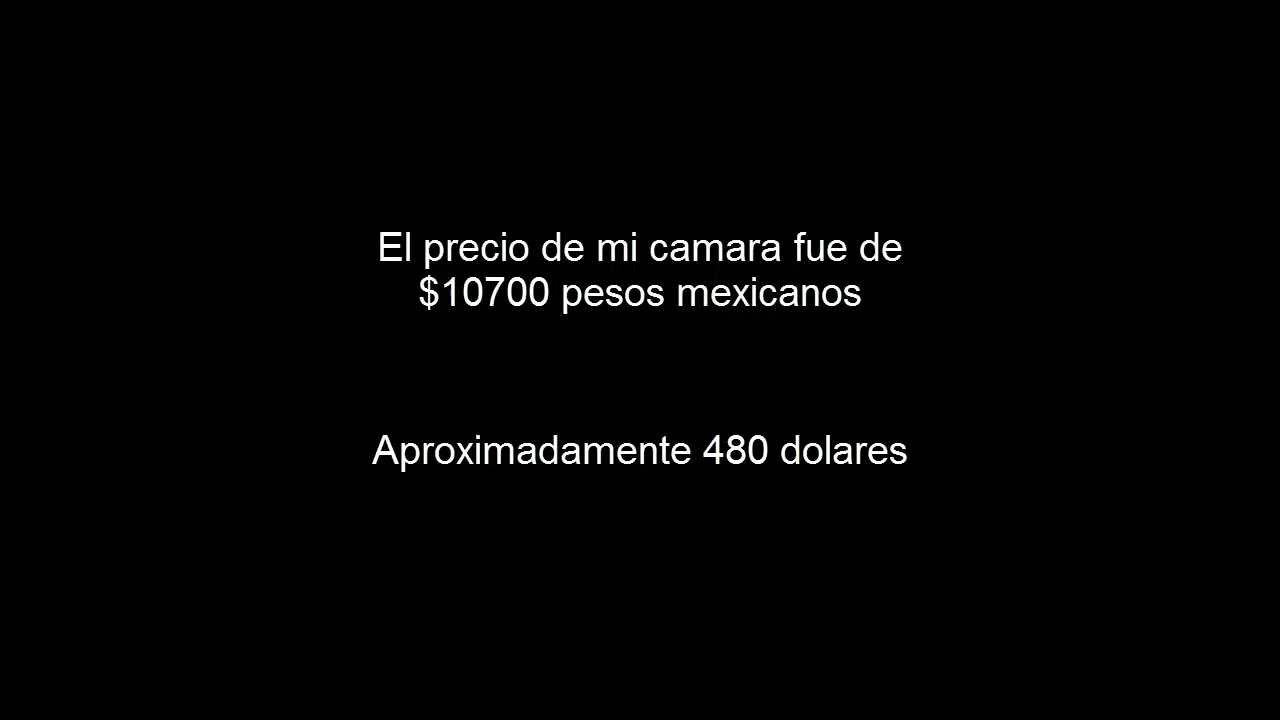 El precio de mi camara fue de
$10700 pesos mexicanos
Aproximadamente 480 dolares